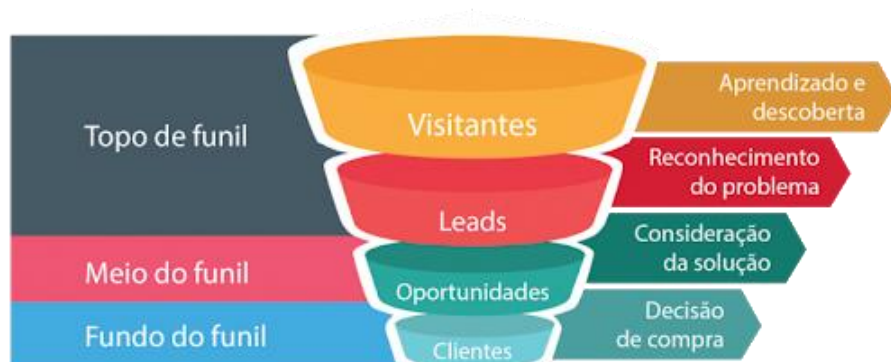 Topo de funil
Meio do funil
Fundo do funil
Visitantes
Leads
Oportunidades
Clientes
Aprendizado e
descoberta
Reconhecimento
do problema
Consideração
da solução
Decisão
de compra